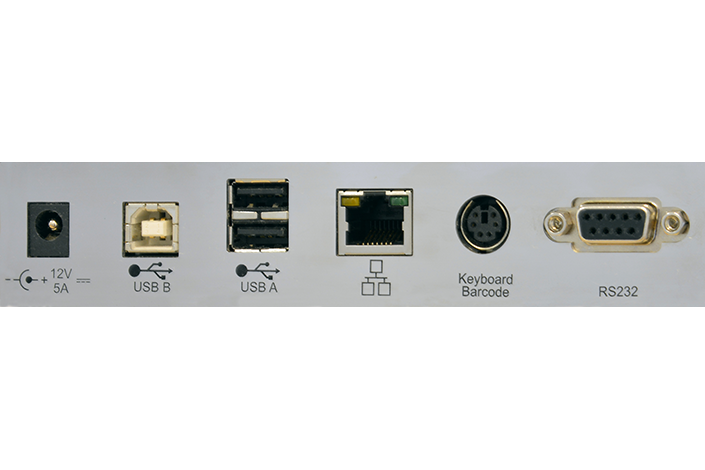 12V
5A
USB B
USB A
Keyboard
Barcode
RS232